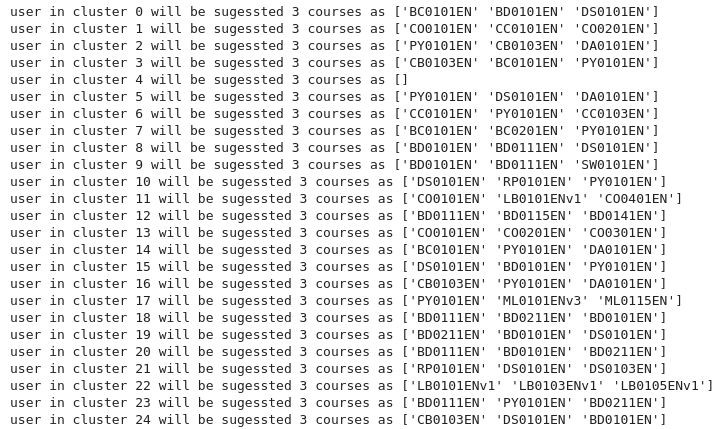 user in cluster 0 will be sugessted 3 courses as ['BC0101EN' 'BD0101EN' 'DS0101EN']
user in cluster 1 will be sugessted 3 courses as ['CO0101EN' 'CC0101EN' 'CO0201EN']
user in cluster 2 will be sugessted 3 courses as ['PY0101EN' 'CB0103EN' 'DA0101EN']
user in cluster 3 will be sugessted 3 courses as ['CB0103EN' 'BC0101EN' 'PY0101EN']
user in cluster 4 will be sugessted 3 courses as []
user in cluster 5 will be sugessted 3 courses as ['PY0101EN' 'DS0101EN' 'DA0101EN']
user in cluster 6 will be sugessted 3 courses as ['CC0101EN' 'PY0101EN' 'CC0103EN']
user in cluster 7 will be sugessted 3 courses as ['BC0101EN' 'BC0201EN' 'PY0101EN']
user in cluster 8 will be sugessted 3 courses as ['BD0101EN' 'BD0111EN' 'DS0101EN']
user in cluster 9 will be sugessted 3 courses as ['BD0101EN' 'BD0111EN' 'SW0101EN']
user in cluster 10 will be sugessted 3 courses as ['DS0101EN' 'RP0101EN' 'PY0101EN']
user in cluster 11 will be sugessted 3 courses as ['CO0101EN' 'LB0101ENv1' 'CO0401EN']
user in cluster 12 will be sugessted 3 courses as ['BD0111EN' 'BD0115EN' 'BD0141EN']
user in cluster 13 will be sugessted 3 courses as ['CO0101EN' 'CO0201EN' 'CO0301EN']
user in cluster 14 will be sugessted 3 courses as ['BC0101EN' 'PY0101EN' 'DA0101EN']
user in cluster 15 will be sugessted 3 courses as ['DS0101EN' 'BD0101EN' 'PY0101EN']
user in cluster 16 will be sugessted 3 courses as ['CB0103EN' 'PY0101EN' 'DA0101EN']
user in cluster 17 will be sugessted 3 courses as ['PY0101EN' 'ML0101ENv3' 'ML0115EN']
user in cluster 18 will be sugessted 3 courses as ['BD0111EN' 'BD0211EN' 'BD0101EN']
user in cluster 19 will be sugessted 3 courses as ['BD0211EN' 'BD0101EN' 'DS0101EN']
user in cluster 20 will be sugessted 3 courses as ['BD0111EN' 'BD0101EN' 'BD0211EN']
user in cluster 21 will be sugessted 3 courses as ['RP0101EN' 'DS0101EN' 'DS0103EN']
user in cluster 22 will be sugessted 3 courses as ['LB0101ENv1' 'LB0103ENv1' 'LB0105ENv1']
user in cluster 23 will be sugessted 3 courses as ['BD0111EN' 'PY0101EN' 'BD0211EN']
user in cluster 24 will be sugessted 3 courses as ['CB0103EN' 'DS0101EN' 'BD0101EN']